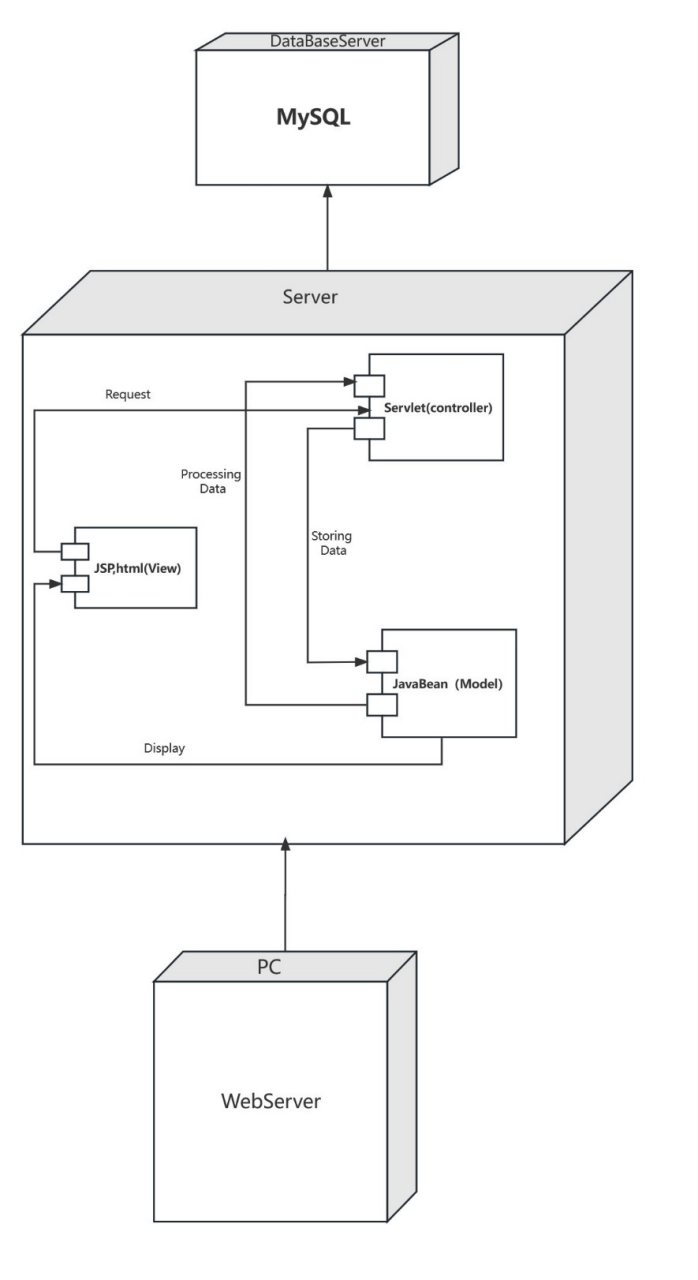 DataBaseServer
MySQL
Server
Request
Servlet(controller)
Processing
Data
Storing
Data
JSP,html(View)
JavaBean（Model)
Display
PC
WebServer